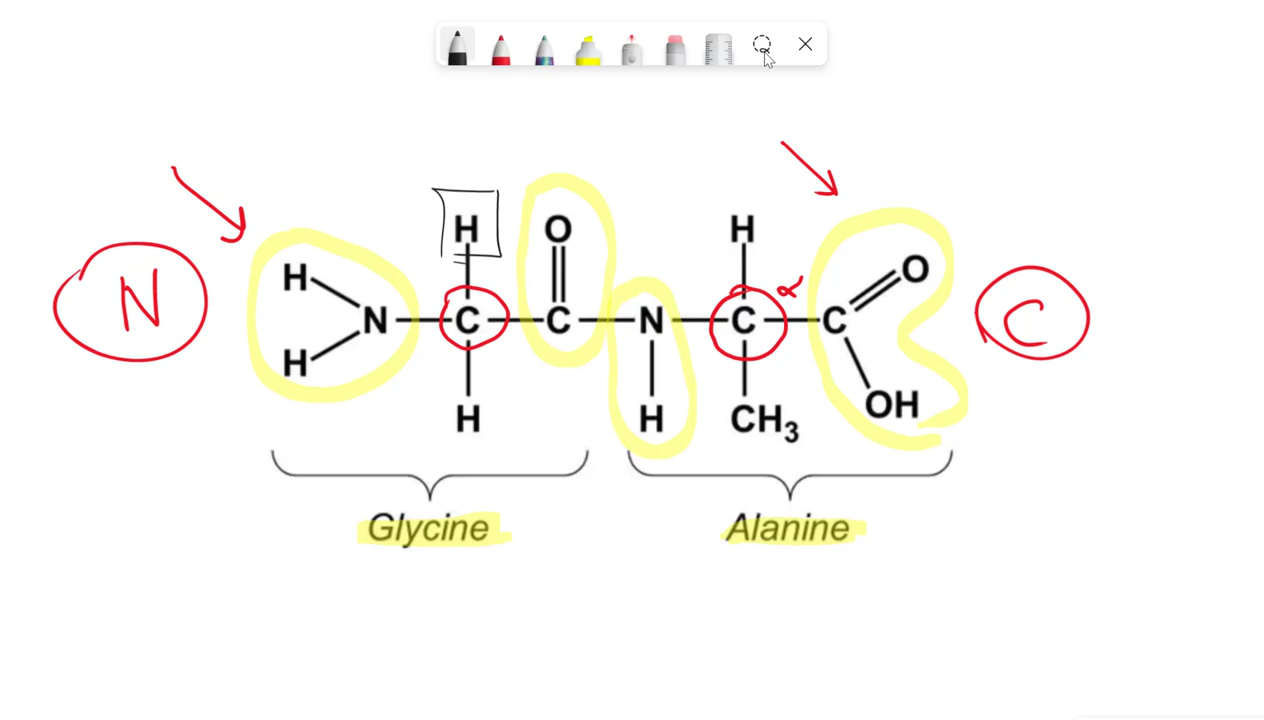 H O H
H O
N N C C N C α C C
H
H H CH₃ OH
Glycine Alanine